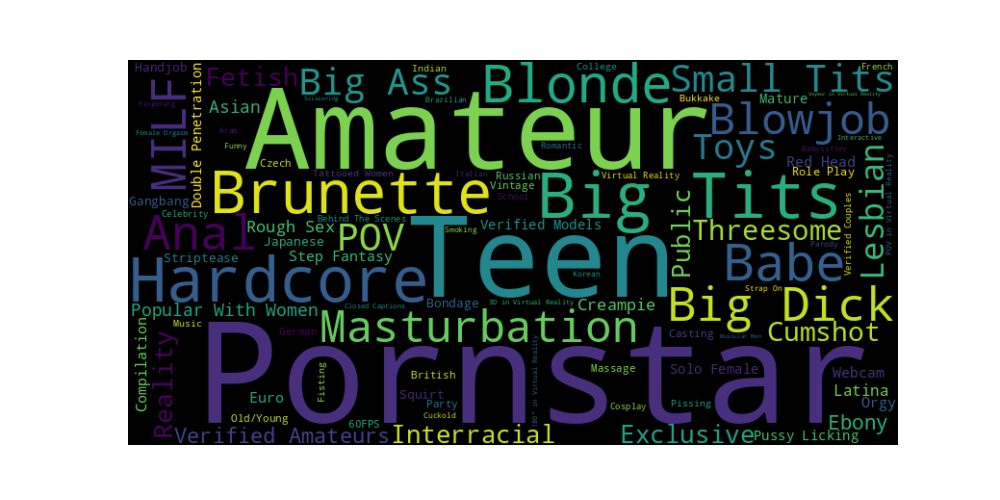 Handjob
Fetish
Big Ass
Indian
Blonde
College
Small Tits
French
MILF
Fingering
Double Penetration
Asian
Scissoring
Brazilian
Bukkake
Mature
Voyeur in Virtual Reality
Blowjob
Amateur
Female Orgasm
Arab
Funny
Czech
Romantic
Toys
Interactive
Babysitter
Red Head
Role Play
Lesbian
POV in Virtual Reality
Tattooed Women
Italian
Russian
Vintage
School
Virtual Reality
Gangbang
Brunette
Big Tits
Celebrity
Anal
Rough Sex
Behind The Scenes
Japanese
POV
Smoking
Verified Models
Public
Threesome
Verified Couples
Parody
Striptease
Step Fantasy
Teen
Korean
Babe
Hardcore
Strap On
Popular With Women
Closed Captions
Bondage
3D in Virtual Reality
Creampie
Big Dick
Music
German
Masturbation
Casting
Muscular Men
Cumshot
Compilation
Reality
Pornstar
Fisting
British
Massage
Solo Female
Webcam
Euro
Squirt
Party
Cosplay
Pissing
Latina
Orgy
Old/Young
60FPS
Cuckold
Ebony
Verified Amateurs
Interracial
Exclusive
Pussy Licking